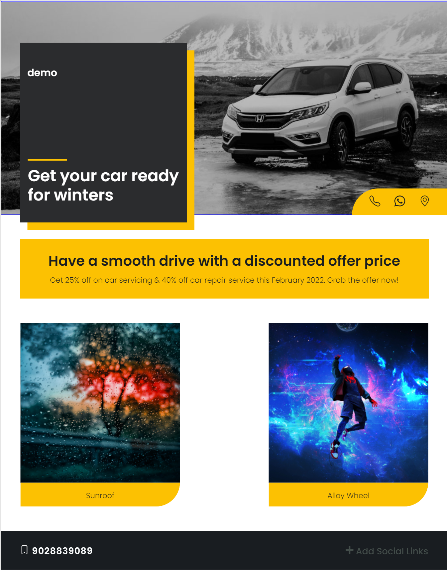 demo
Get your car ready
for winters
Have a smooth drive with a discounted offer price
Get 25% off on car servicing & 40% off car repair service this February 2022. Grab the offer now!
Sunroof
Alloy Wheel
9028839089
+ Add Social Links